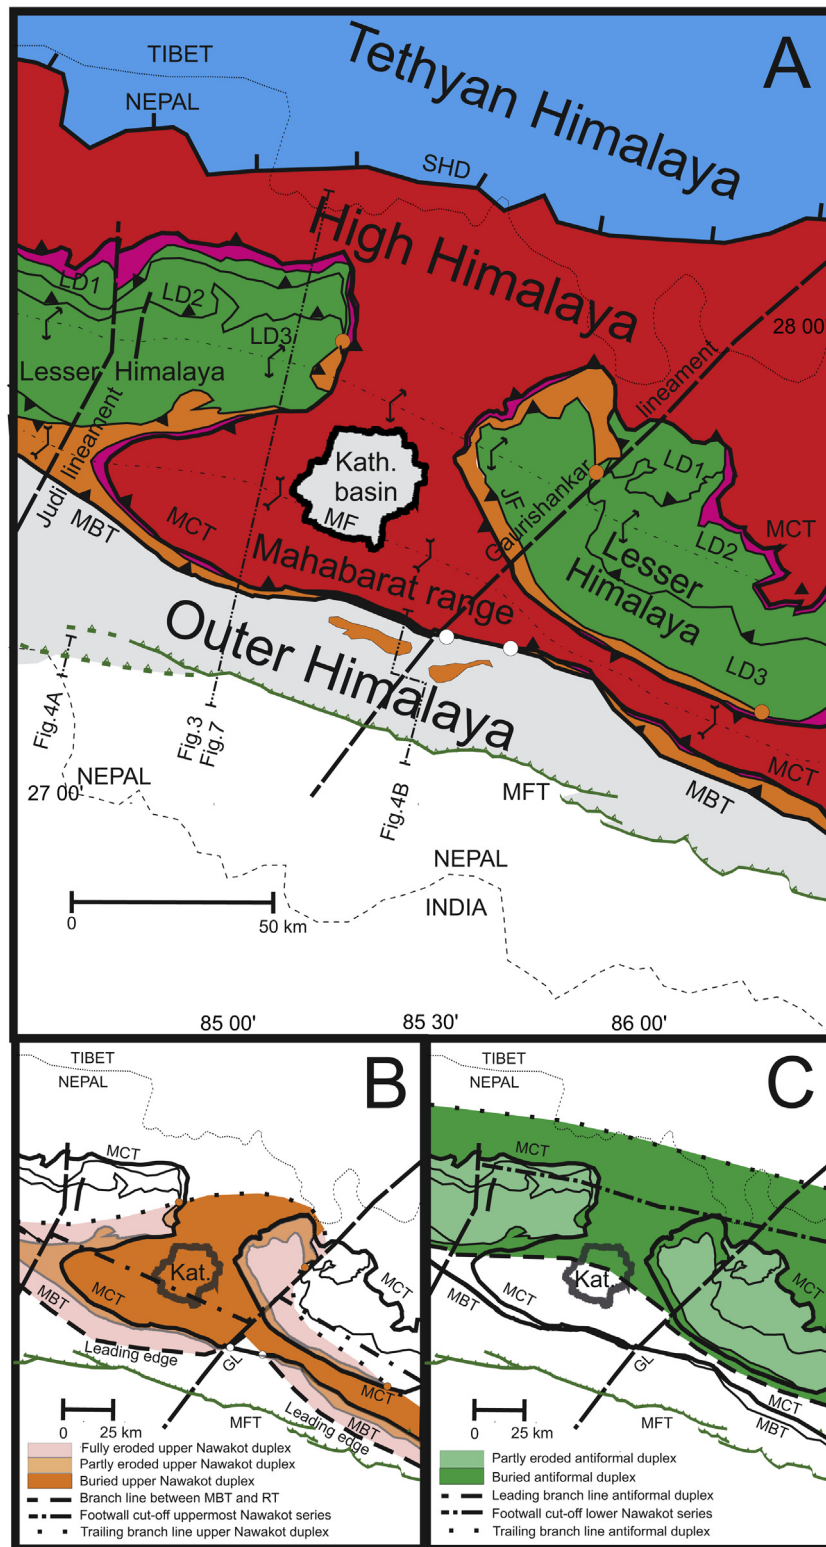 A
Tethyan Himalaya
TIBET
NEPAL
SHD
High Himalaya
28 00'
LD1
LD2
LD3
Lesser Himalaya
lineament
Judi lineament
Kath.
basin
MF
JF
LD1
Gaurishankar
LD2
MCT
Lesser
Himalaya
MBT
MCT
Mahabarat range
LD3
Outer Himalaya
MCT
MBT
Fig.4A
Fig.3
Fig.7
Fig.4B
NEPAL
27 00'
MFT
NEPAL
INDIA
0
50 km
85 00'
85 30'
86 00'
B
TIBET
NEPAL
MCT
Kat.
MCT
MCT
MBT
Leading edge
GL
MCT
MBT
Leading edge
MFT
0
25 km
Fully eroded upper Nawakot duplex
Partly eroded upper Nawakot duplex
Buried upper Nawakot duplex
Branch line between MBT and RT
Footwall cut-off uppermost Nawakot series
Trailing branch line upper Nawakot duplex
C
TIBET
NEPAL
MCT
Kat.
MCT
MCT
MBT
GL
MCT
MBT
MFT
0
25 km
Partly eroded antiformal duplex
Buried antiformal duplex
Leading branch line antiformal duplex
Footwall cut-off lower Nawakot series
Trailing branch line antiformal duplex